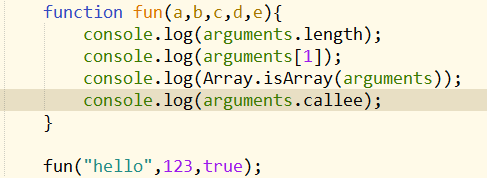 function fun(a,b,c,d,e){
console.log(arguments.length);
console.log(arguments[1]);
console.log(Array.isArray(arguments));
console.log(arguments.callee);
}
fun("hello",123,true);